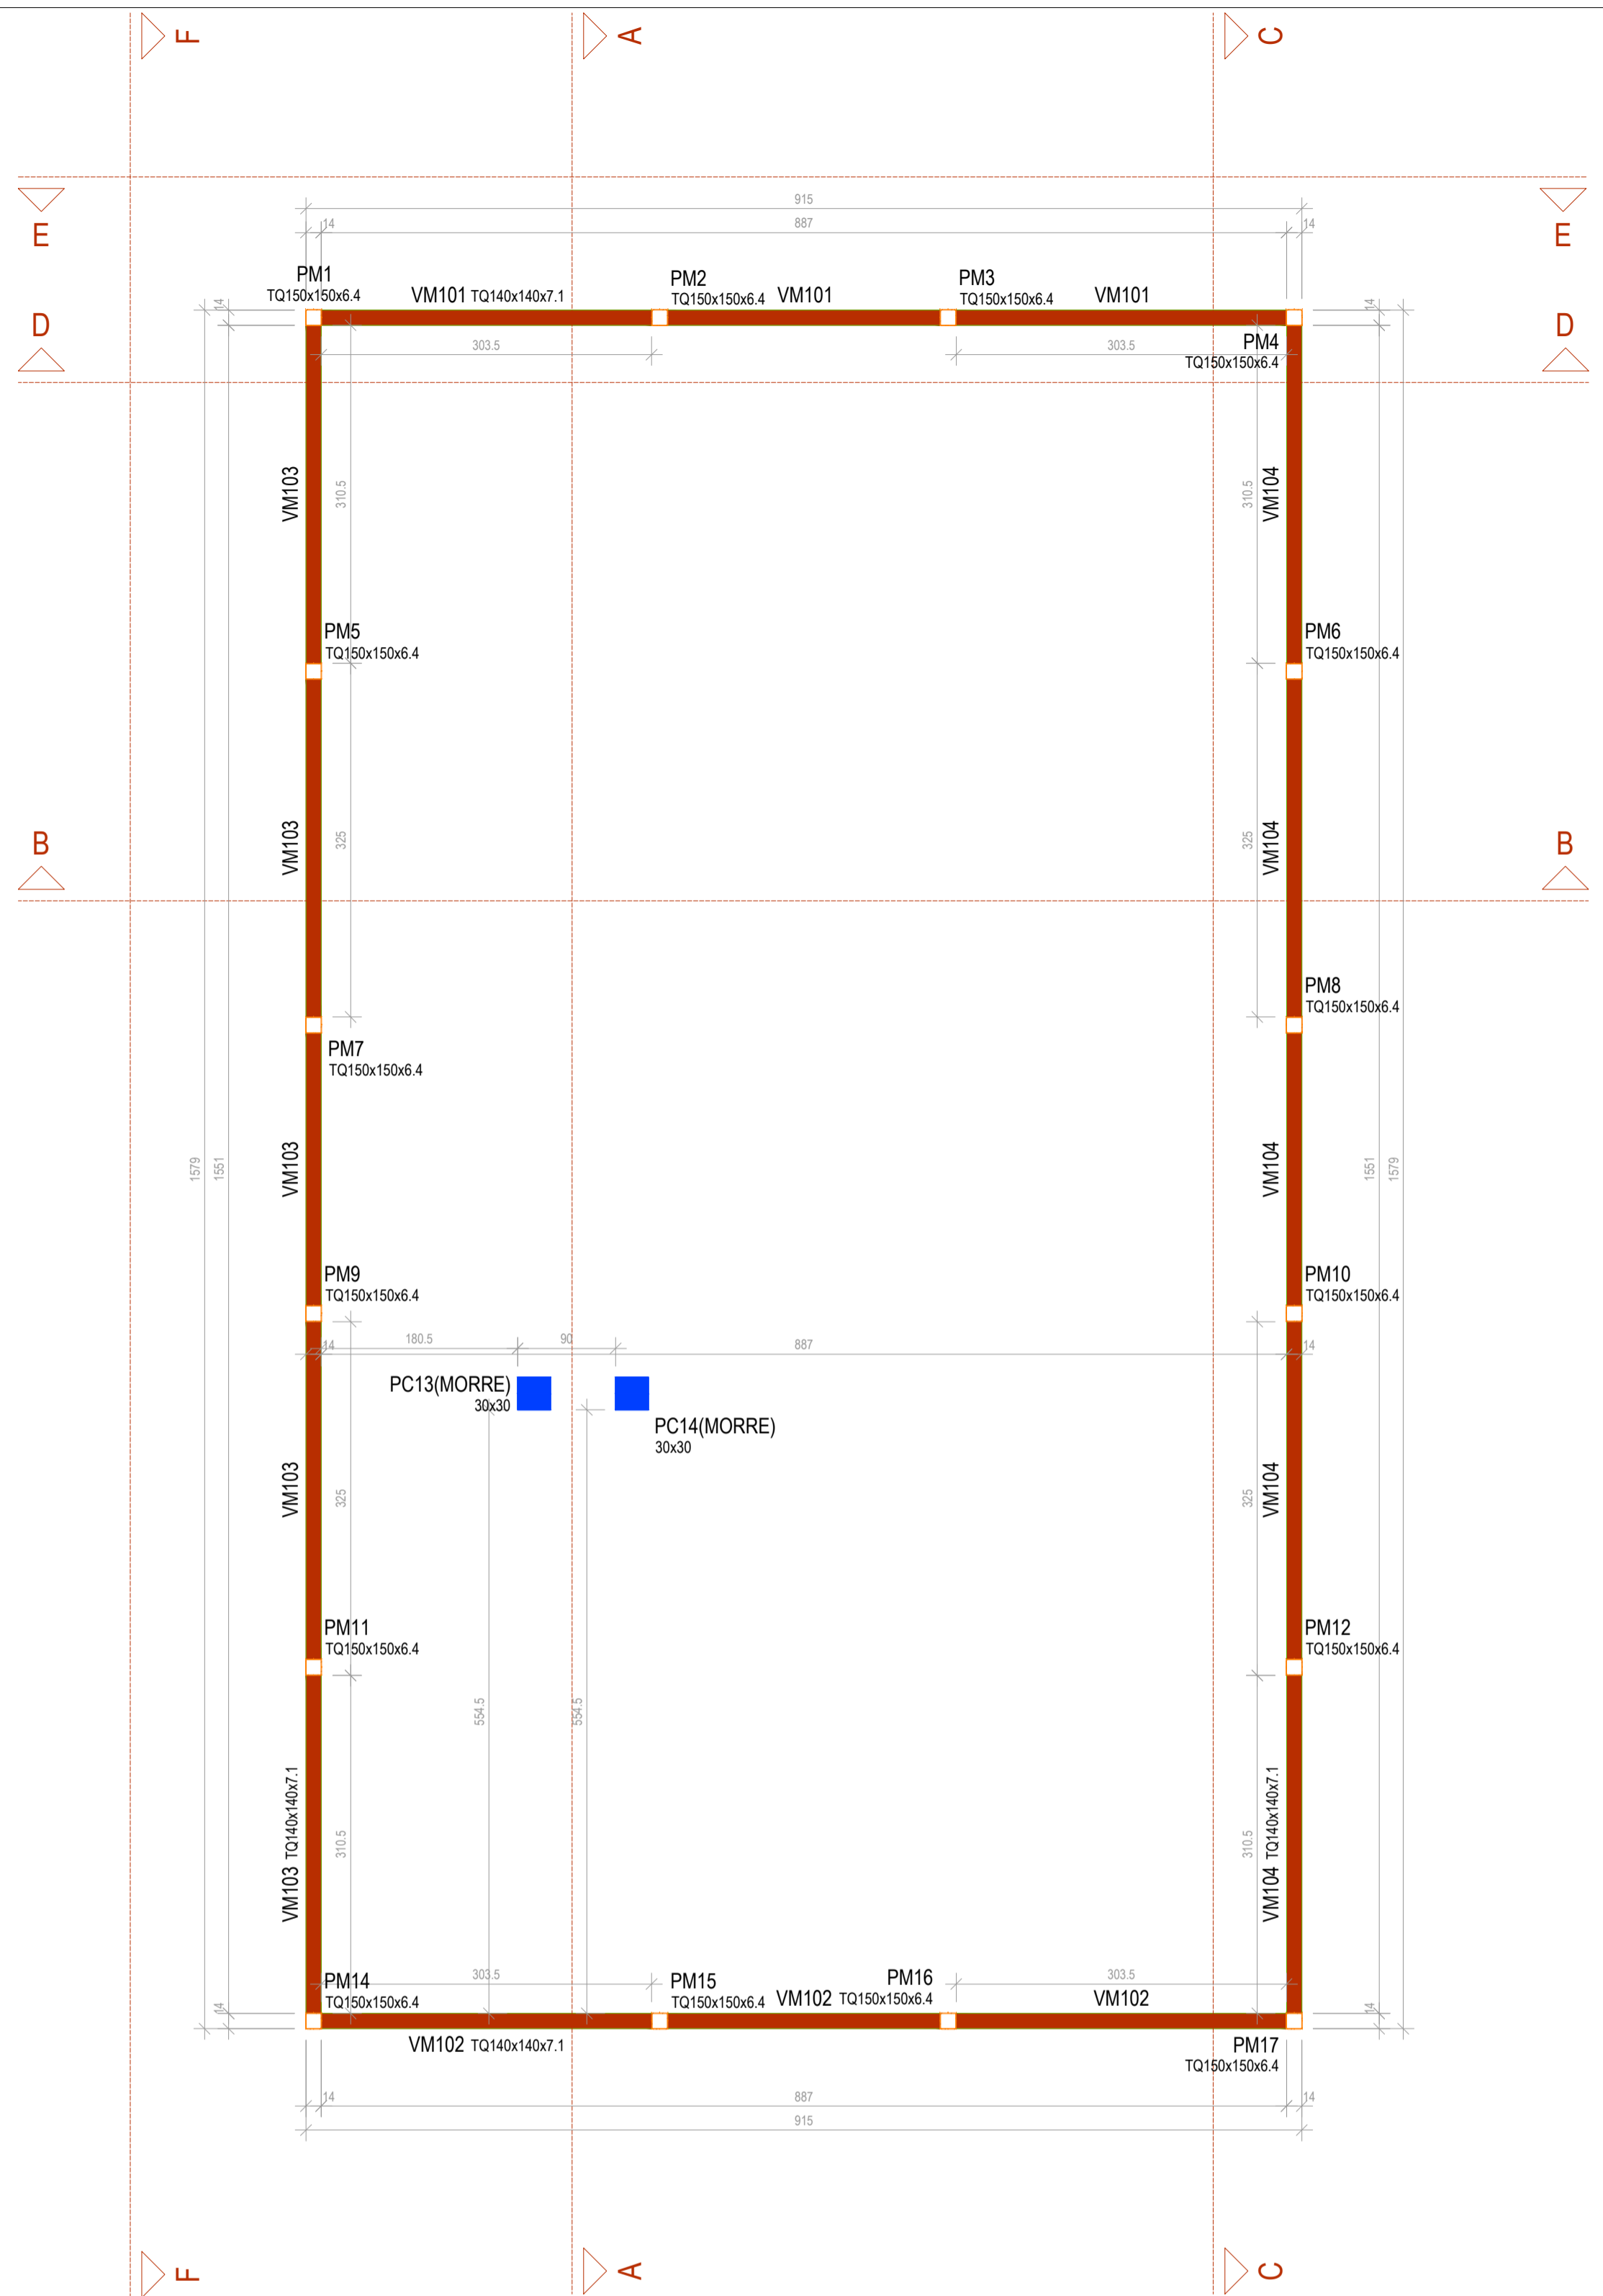 F
A
C
E
E
D
D
B
B
915
14
887
14
PM1
TQ150x150x6.4
VM101 TQ140x140x7.1
PM2
TQ150x150x6.4
VM101
PM3
TQ150x150x6.4
VM101
14
14
303.5
303.5
PM4
TQ150x150x6.4
VM103
310.5
310.5
VM104
PM5
TQ150x150x6.4
PM6
TQ150x150x6.4
VM103
325
325
VM104
PM7
TQ150x150x6.4
PM8
TQ150x150x6.4
1579
1551
VM103
VM104
1551
1579
PM9
TQ150x150x6.4
PM10
TQ150x150x6.4
180.5
90
14
887
14
PC13(MORRE)
30x30
PC14(MORRE)
30x30
VM103
325
325
VM104
PM11
TQ150x150x6.4
PM12
TQ150x150x6.4
554.5
554.5
VM103 TQ140x140x7.1
310.5
310.5
VM104 TQ140x140x7.1
PM14
TQ150x150x6.4
303.5
PM15
TQ150x150x6.4
VM102
PM16
TQ150x150x6.4
303.5
VM102
14
14
VM102 TQ140x140x7.1
PM17
TQ150x150x6.4
14
887
14
915
F
A
C